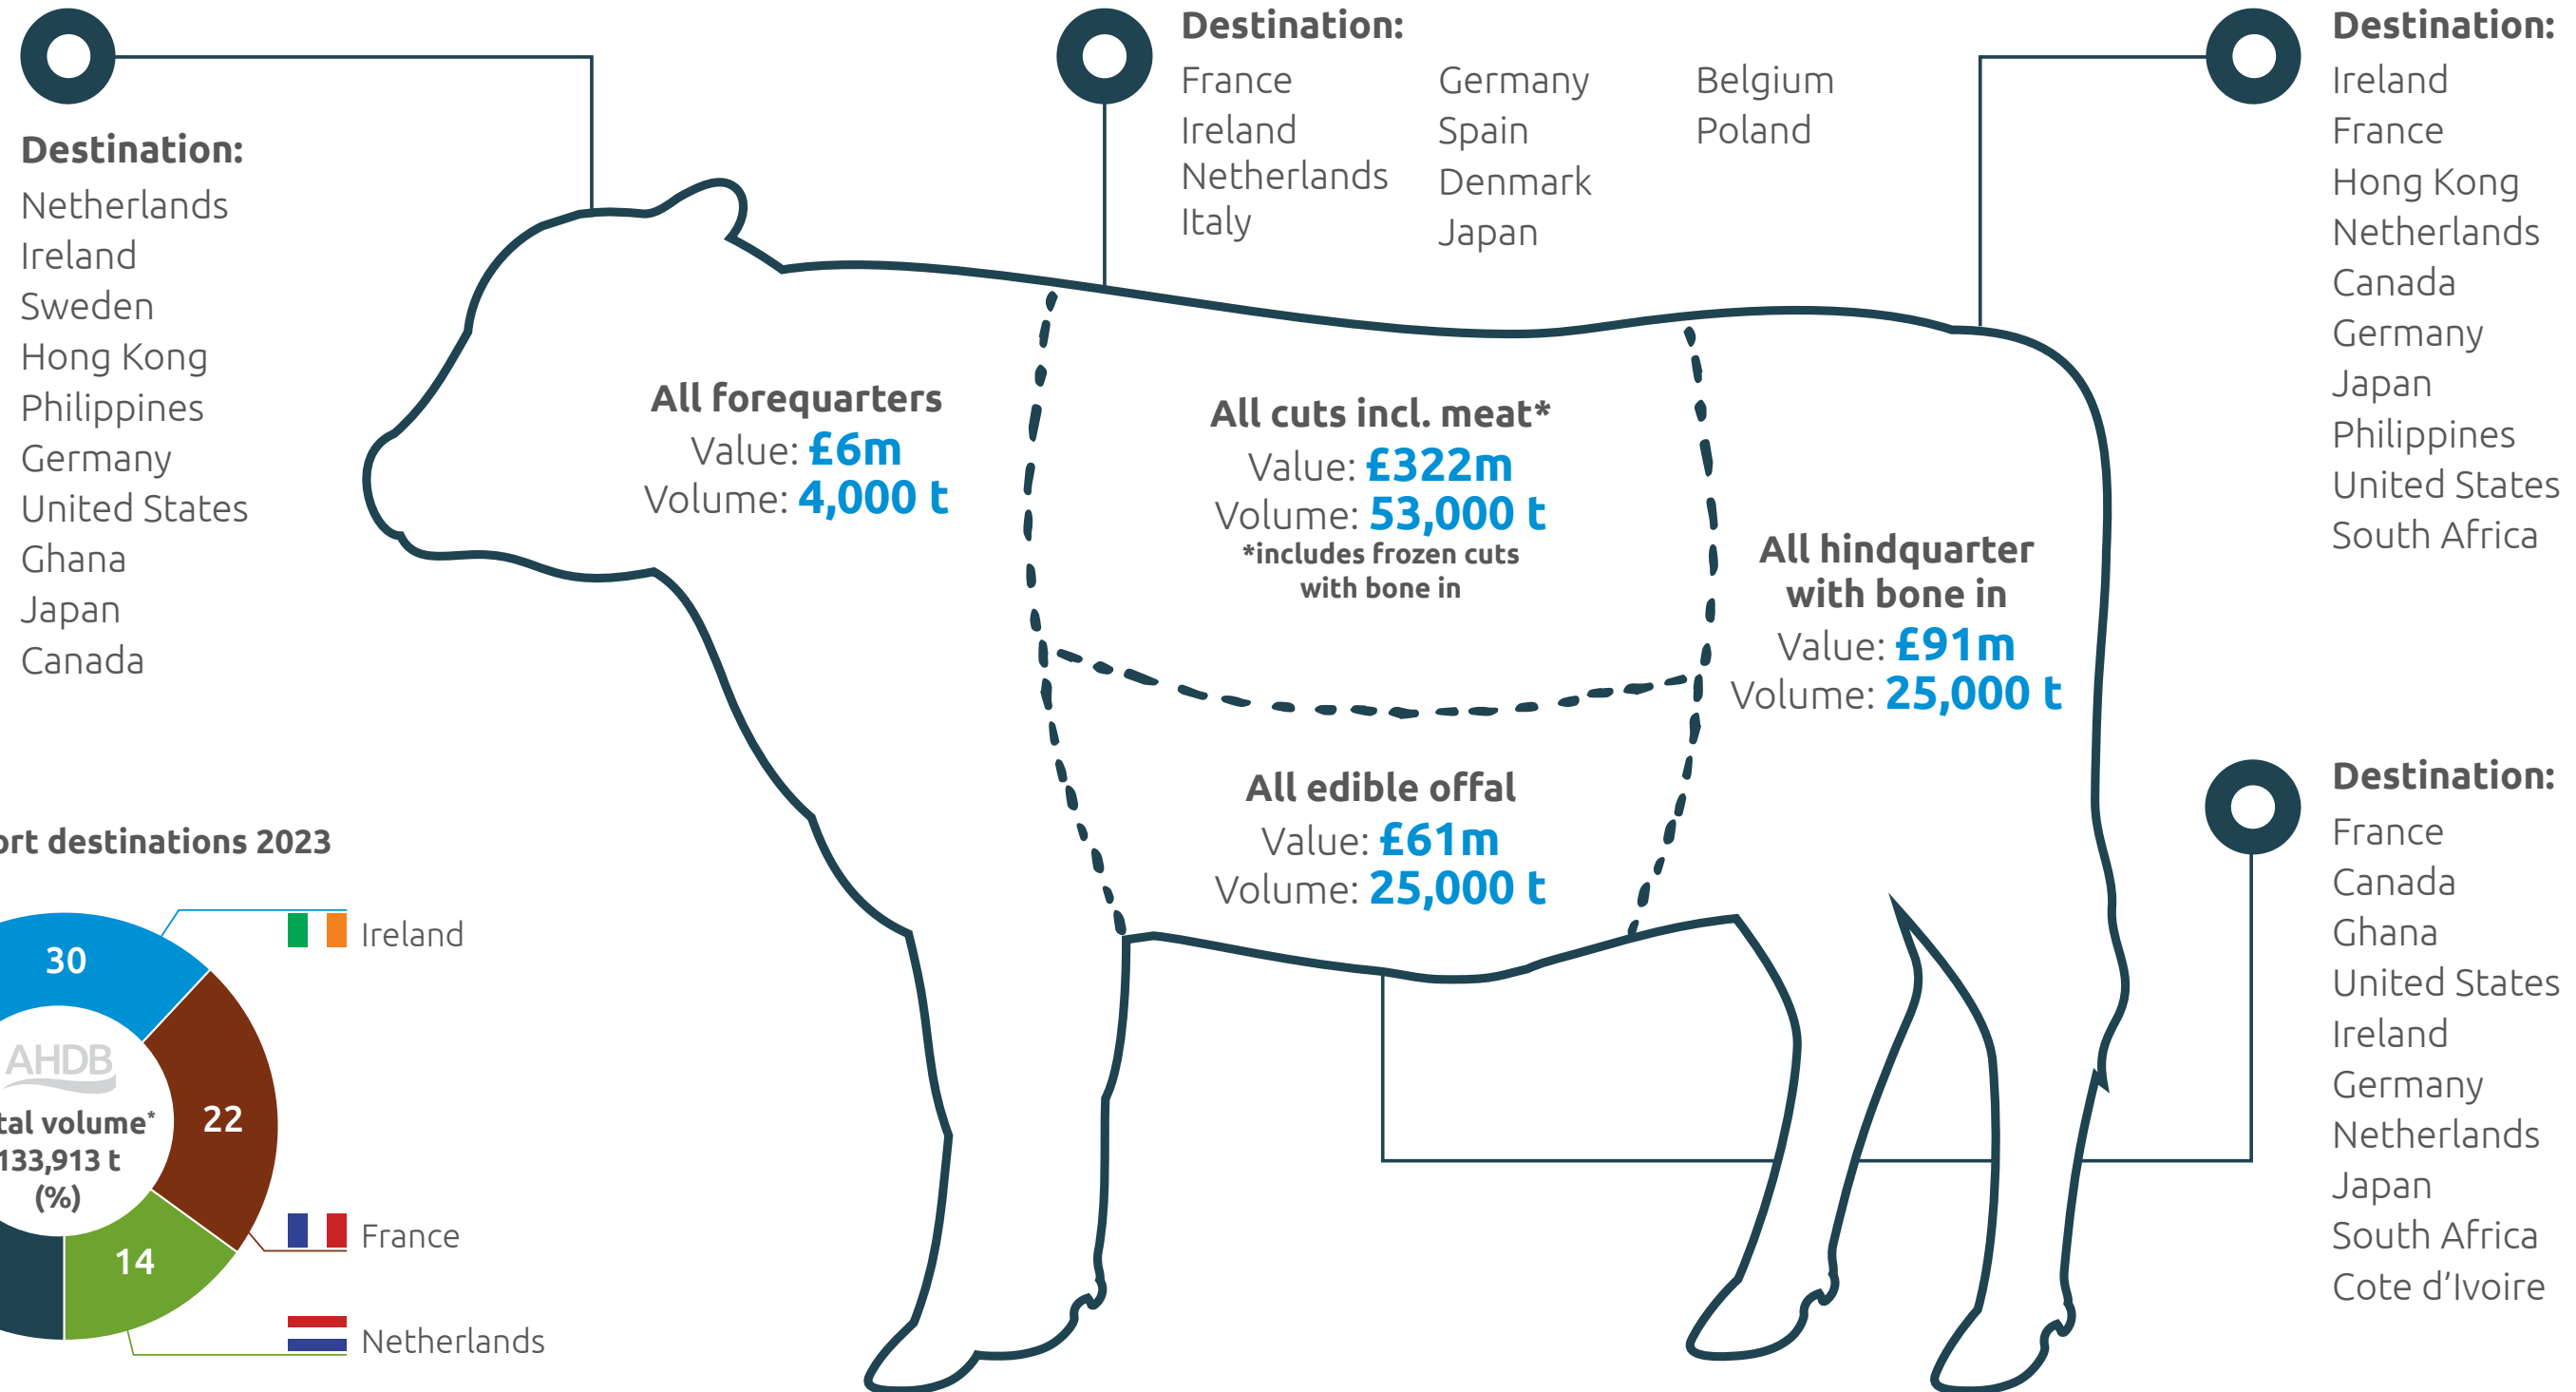 Destination:
Netherlands
Ireland
Sweden
Hong Kong
Philippines
Germany
United States
Ghana
Japan
Canada
Destination:
France
Ireland
Netherlands
Italy
Germany
Spain
Denmark
Japan
Belgium
Poland
Destination:
Ireland
France
Hong Kong
Netherlands
Canada
Germany
Japan
Philippines
United States
South Africa
All forequarters
Value: £6m
Volume: 4,000 t
All cuts incl. meat*
Value: £322m
Volume: 53,000 t
*includes frozen cuts
with bone in
All hindquarter
with bone in
Value: £91m
Volume: 25,000 t
All edible offal
Value: £61m
Volume: 25,000 t
Destination:
France
Canada
Ghana
United States
Ireland
Germany
Netherlands
Japan
South Africa
Cote d'Ivoire
destinations 2023
30
Ireland
AHDB
volume*
133,913 t
(%)
22
France
14
Netherlands